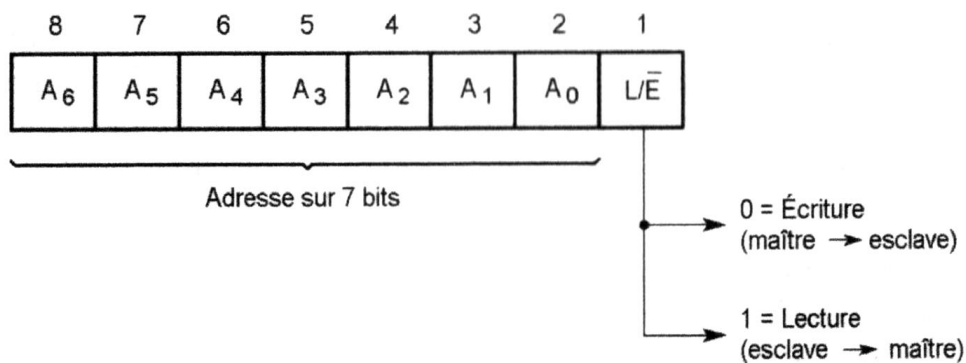 8 7 6 5 4 3 2 1
A₆ A₅ A₄ A₃ A₂ A₁ A₀ L/E̅
Adresse sur 7 bits
0 = Écriture
(maître → esclave)
1 = Lecture
(esclave → maître)